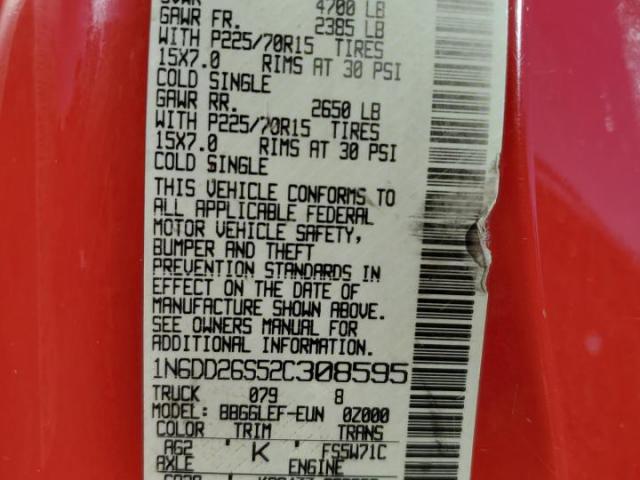 GVWR 4700 LB
GAWR FR. 2385 LB
WITH P225/70R15 TIRES
15X7.0 RIMS AT 30 PSI
COLD SINGLE
GAWR RR. 2650 LB
WITH P225/70R15 TIRES
15X7.0 RIMS AT 30 PSI
COLD SINGLE
THIS VEHICLE CONFORMS TO
ALL APPLICABLE FEDERAL
MOTOR VEHICLE SAFETY,
BUMPER AND THEFT
PREVENTION STANDARDS IN
EFFECT ON THE DATE OF
MANUFACTURE SHOWN ABOVE.
SEE OWNERS MANUAL FOR
ADDITIONAL INFORMATION.
1N6DD26S52C308595
TRUCK 079 8
MODEL: BBGGLEF-EUN 0Z000
COLOR TRIM TRANS
AG2 K FS5W71C
AXLE ENGINE